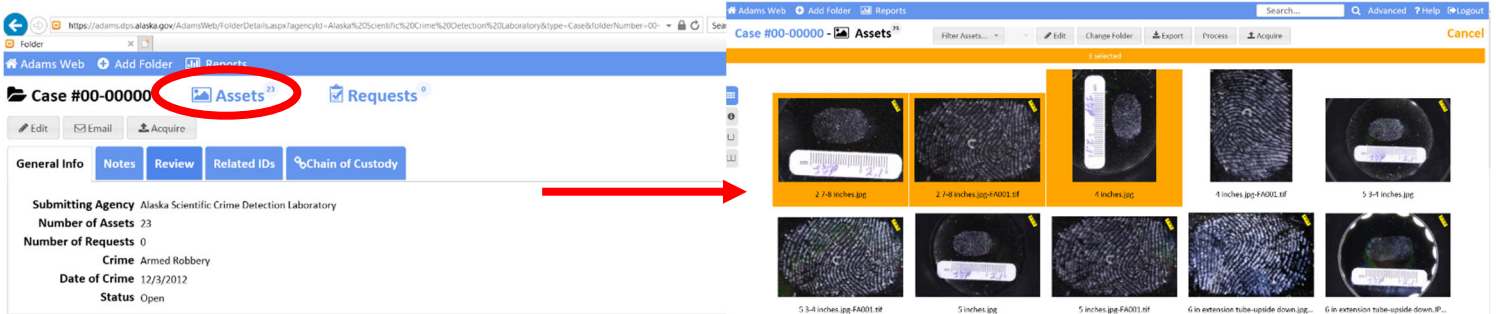 https://adams.dps.alaska.gov/AdamsWeb/FolderDetails.aspx?agencyId=Alaska%20Scientific%20Crime%20Detection%20Laboratory&type=Case&folderNumber=00-
Folder
Adams Web Add Folder Reports
Case #00-00000 Assets 23 Requests 0
Edit Email Acquire
General Info Notes Review Related IDs Chain of Custody
Submitting Agency Alaska Scientific Crime Detection Laboratory
Number of Assets 23
Number of Requests 0
Crime Armed Robbery
Date of Crime 12/3/2012
Status Open
Adams Web Add Folder Reports Search... Advanced ? Help Logout
Case #00-00000 - Assets Filter Assets... Edit Change Folder Export Process Acquire Cancel
3 selected
2 7-8 inches.jpg 2 7-8 inches.jpg-FA001.tif 4 inches.jpg 4 inches.jpg-FA001.tif 5 3-4 inches.jpg
5 3-4 inches.jpg-FA001.tif 5 inches.jpg 5 inches.jpg-FA001.tif 6 in extension tube-upside down.jpg... 6 in extension tube-upside down.JP...